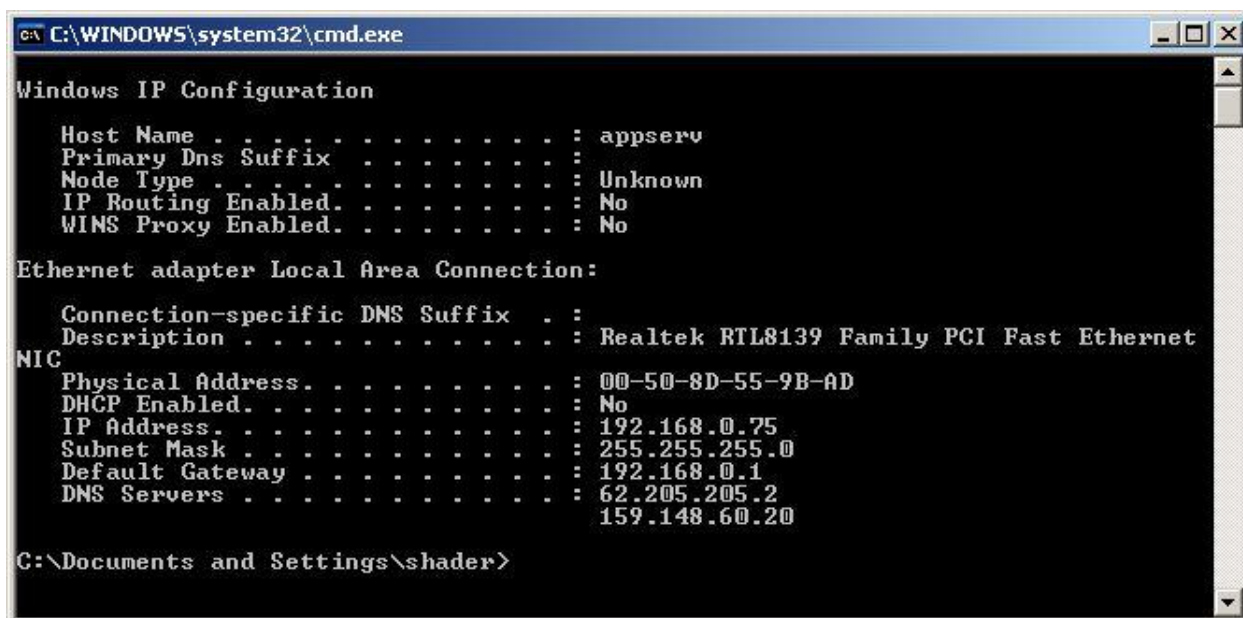 C:\WINDOWS\system32\cmd.exe
Windows IP Configuration
Host Name . . . . . . . . . . . . : appserv
Primary Dns Suffix  . . . . . . . :
Node Type . . . . . . . . . . . . : Unknown
IP Routing Enabled. . . . . . . . : No
WINS Proxy Enabled. . . . . . . . : No
Ethernet adapter Local Area Connection:
Connection-specific DNS Suffix  . :
Description . . . . . . . . . . . : Realtek RTL8139 Family PCI Fast Ethernet
NIC
Physical Address. . . . . . . . . : 00-50-8D-55-9B-AD
DHCP Enabled. . . . . . . . . . . : No
IP Address. . . . . . . . . . . . : 192.168.0.75
Subnet Mask . . . . . . . . . . . : 255.255.255.0
Default Gateway . . . . . . . . . : 192.168.0.1
DNS Servers . . . . . . . . . . . : 62.205.205.2
159.148.60.20
C:\Documents and Settings\shader>